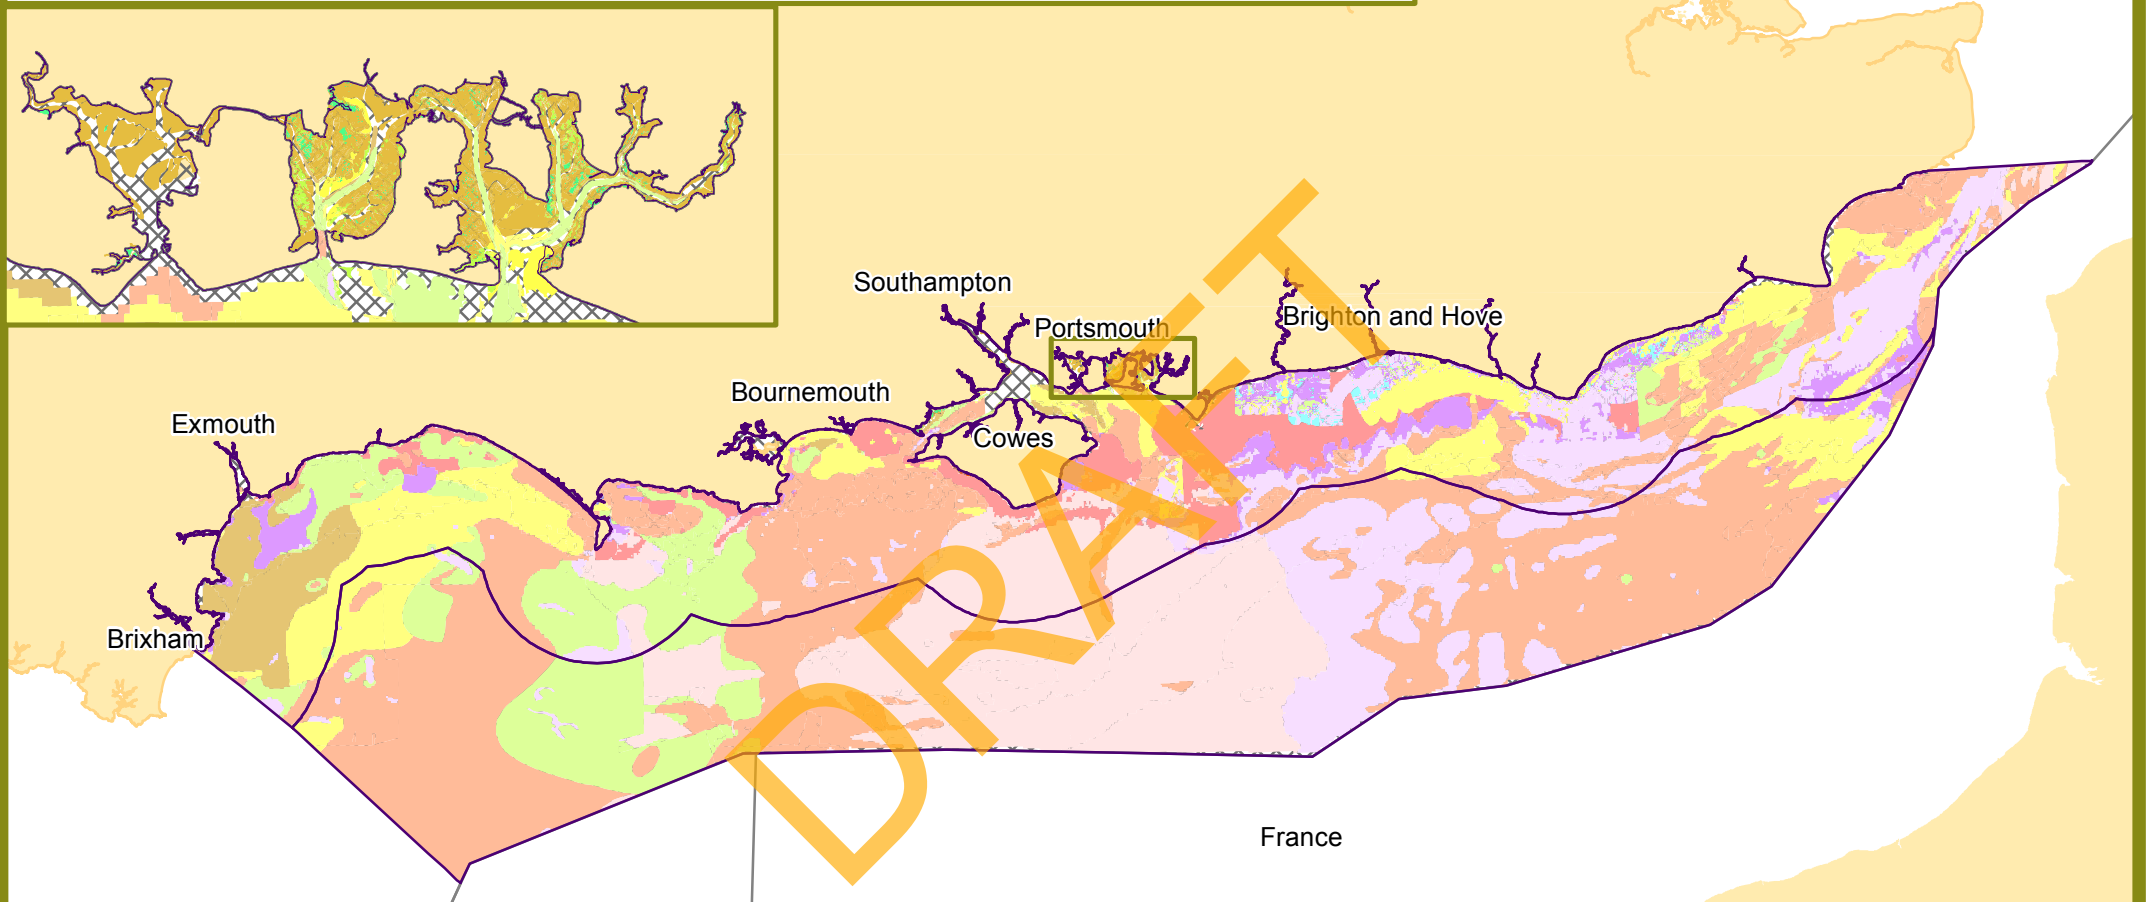 Southampton
Portsmouth
Brighton and Hove
Bournemouth
Exmouth
Cowes
Brixham
France
DRAFT